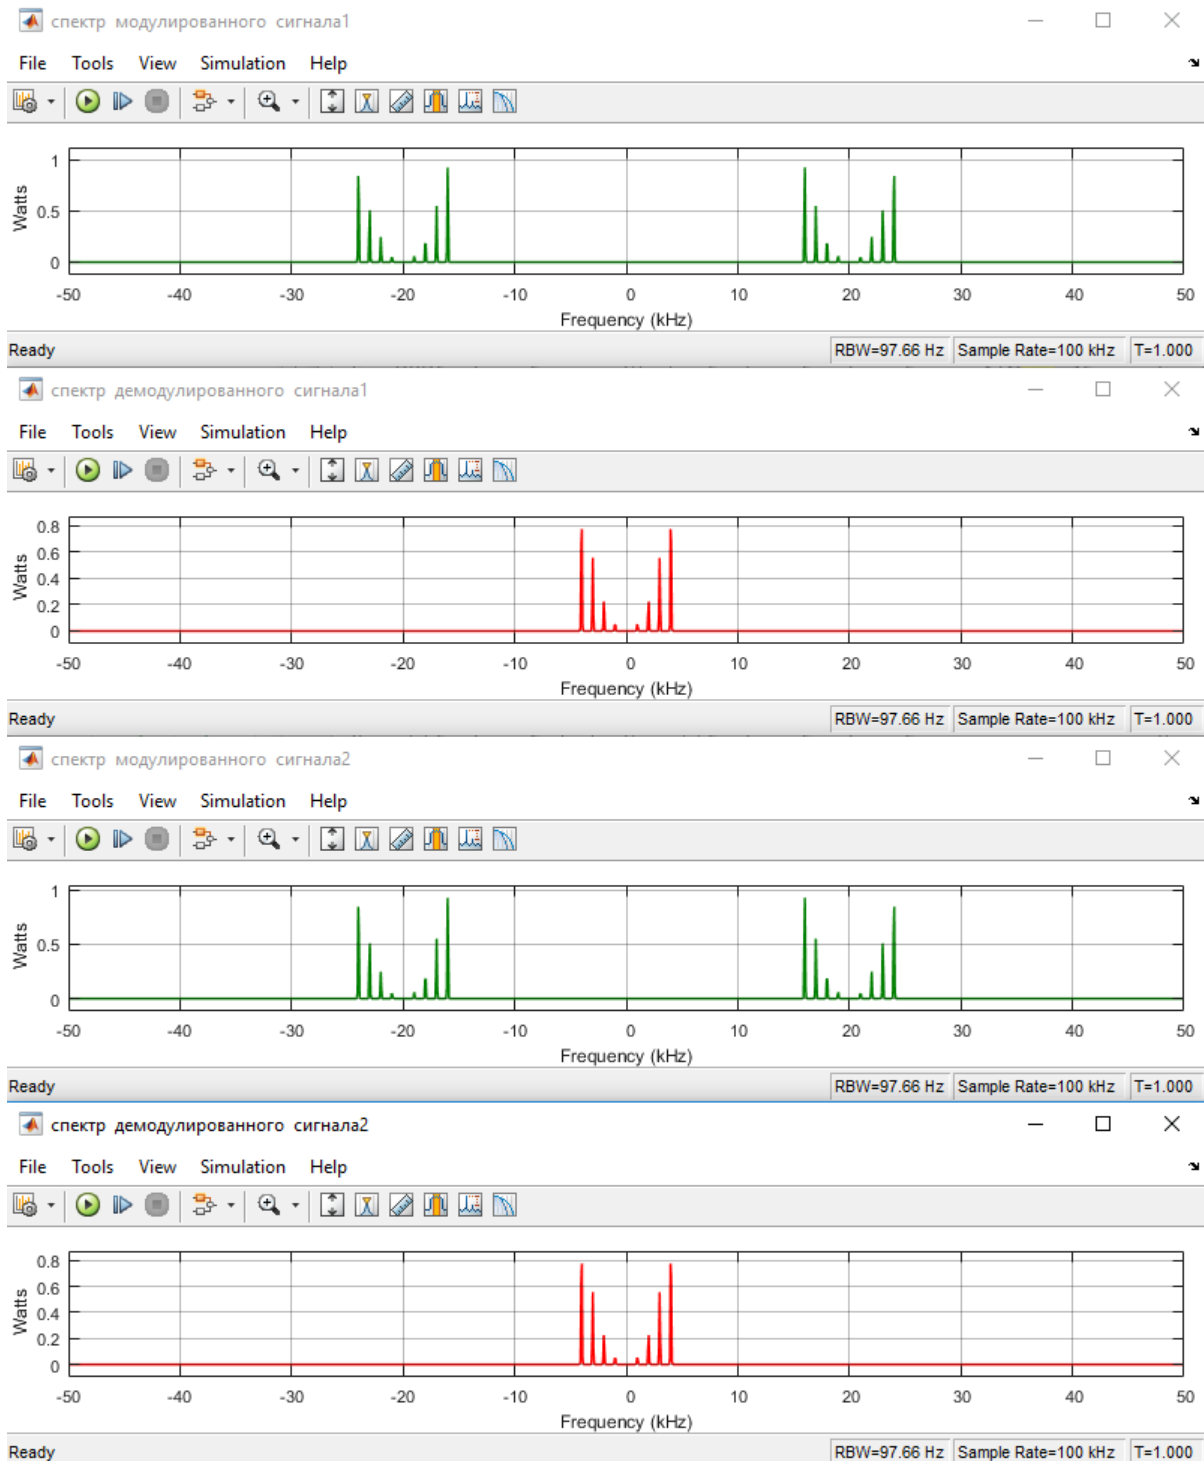 спектр модулированного сигнала1
File Tools View Simulation Help
1
0.5
0
Watts
-50 -40 -30 -20 -10 0 10 20 30 40 50
Frequency (kHz)
Ready RBW=97.66 Hz Sample Rate=100 kHz T=1.000
спектр демодулированного сигнала1
File Tools View Simulation Help
0.8
0.6
0.4
0.2
0
Watts
-50 -40 -30 -20 -10 0 10 20 30 40 50
Frequency (kHz)
Ready RBW=97.66 Hz Sample Rate=100 kHz T=1.000
спектр модулированного сигнала2
File Tools View Simulation Help
1
0.5
0
Watts
-50 -40 -30 -20 -10 0 10 20 30 40 50
Frequency (kHz)
Ready RBW=97.66 Hz Sample Rate=100 kHz T=1.000
спектр демодулированного сигнала2
File Tools View Simulation Help
0.8
0.6
0.4
0.2
0
Watts
-50 -40 -30 -20 -10 0 10 20 30 40 50
Frequency (kHz)
Ready RBW=97.66 Hz Sample Rate=100 kHz T=1.000